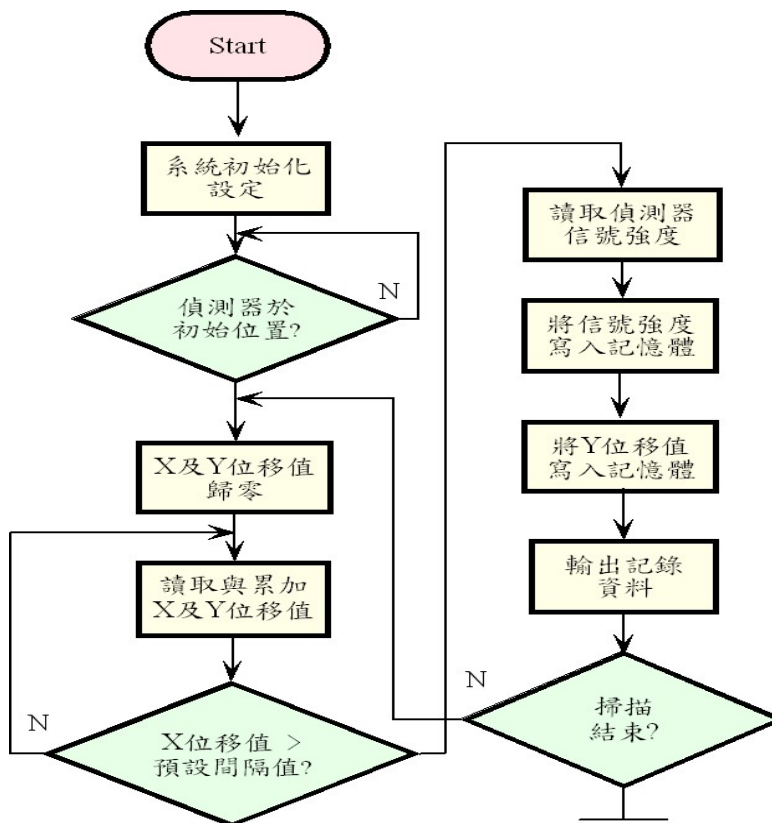 Start
系統初始化
設定
偵測器於
初始位置?
N
X及Y位移值
歸零
讀取與累加
X及Y位移值
N
X位移值 >
預設間隔值?
讀取偵測器
信號強度
將信號強度
寫入記憶體
將Y位移值
寫入記憶體
輸出記錄
資料
N
掃描
結束?